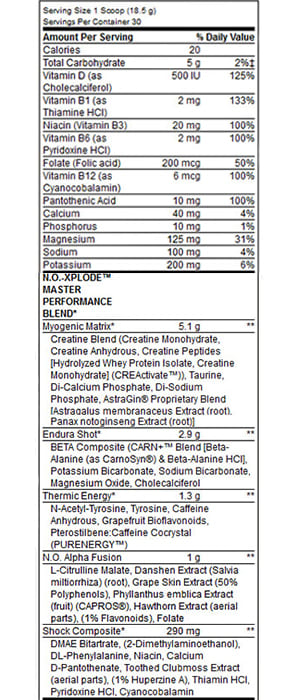 Serving Size 1 Scoop (18.5 g)
Servings Per Container 30
Amount Per Serving % Daily Value
Calories 20
Total Carbohydrate 5 g 2%‡
Vitamin D (as 500 IU 125%
Cholecalciferol)
Vitamin B1 (as 2 mg 133%
Thiamine HCl)
Niacin (Vitamin B3) 20 mg 100%
Vitamin B6 (as 2 mg 100%
Pyridoxine HCl)
Folate (Folic acid) 200 mcg 50%
Vitamin B12 (as 6 mcg 100%
Cyanocobalamin)
Pantothenic Acid 10 mg 100%
Calcium 40 mg 4%
Phosphorus 10 mg 1%
Magnesium 125 mg 31%
Sodium 100 mg 4%
Potassium 200 mg 6%
N.O.-XPLODE™
MASTER
PERFORMANCE
BLEND*
Myogenic Matrix* 5.1 g **
Creatine Blend (Creatine Monohydrate,
Creatine Anhydrous, Creatine Peptides
[Hydrolyzed Whey Protein Isolate, Creatine
Monohydrate] (CREActivate™)), Taurine,
Di-Calcium Phosphate, Di-Sodium
Phosphate, AstraGin® Proprietary Blend
[Astragalus membranaceus Extract (root),
Panax notoginseng Extract (root)]
Endura Shot* 2.9 g **
BETA Composite (CARN+™ Blend [Beta-
Alanine (as CarnoSyn®) & Beta-Alanine HCl],
Potassium Bicarbonate, Sodium Bicarbonate,
Magnesium Oxide, Cholecalciferol
Thermic Energy* 1.3 g **
N-Acetyl-Tyrosine, Tyrosine, Caffeine
Anhydrous, Grapefruit Bioflavonoids,
Pterostilbene:Caffeine Cocrystal
(PURENERGY™)
N.O. Alpha Fusion 1 g **
L-Citrulline Malate, Danshen Extract (Salvia
miltiorrhiza) (root), Grape Skin Extract (50%
Polyphenols), Phyllanthus emblica Extract
(fruit) (CAPROS®), Hawthorn Extract (aerial
parts), (1% Flavonoids), Folate
Shock Composite* 290 mg **
DMAE Bitartrate, (2-Dimethylaminoethanol),
DL-Phenylalanine, Niacin, Calcium
D-Pantothenate, Toothed Clubmoss Extract
(aerial parts), (1% Huperzine A), Thiamin HCl,
Pyridoxine HCl, Cyanocobalamin